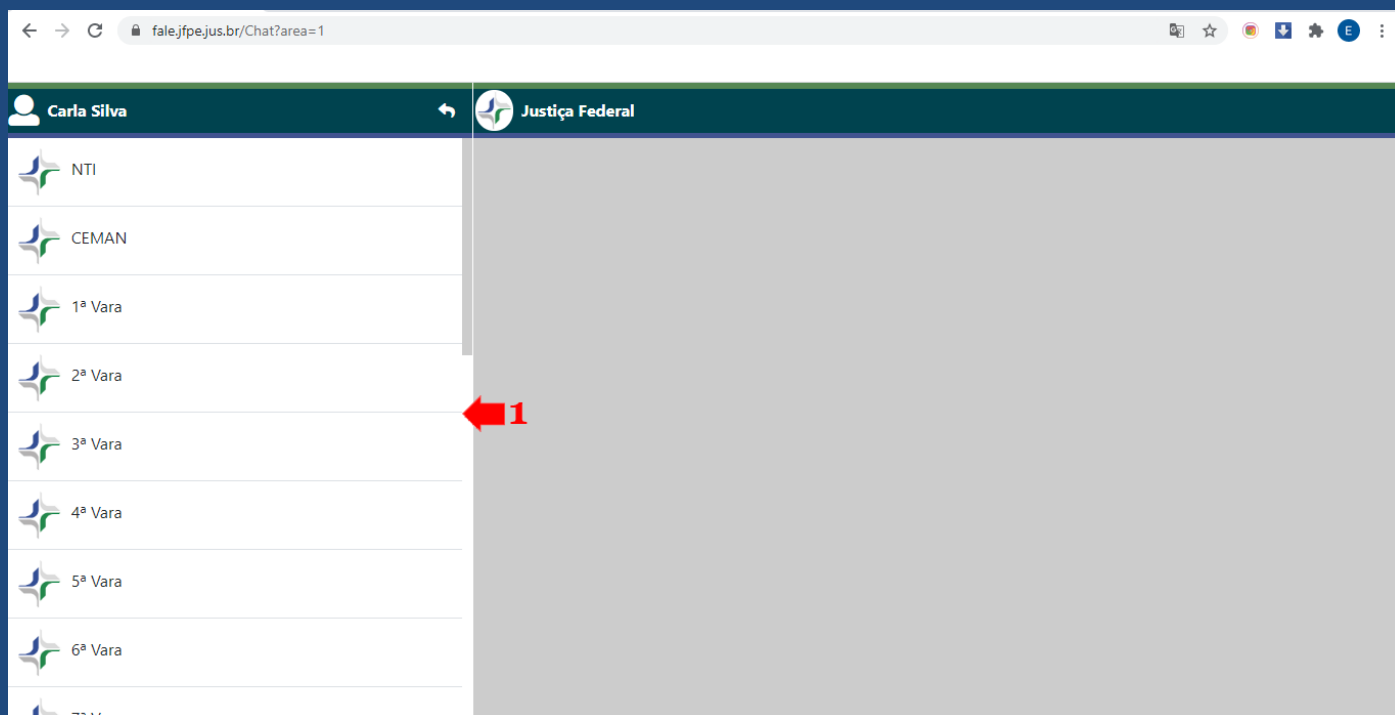 fale.jfpe.jus.br/Chat?area=1
E
Carla Silva
Justiça Federal
NTI
CEMAN
1ª Vara
2ª Vara
1
3ª Vara
4ª Vara
5ª Vara
6ª Vara